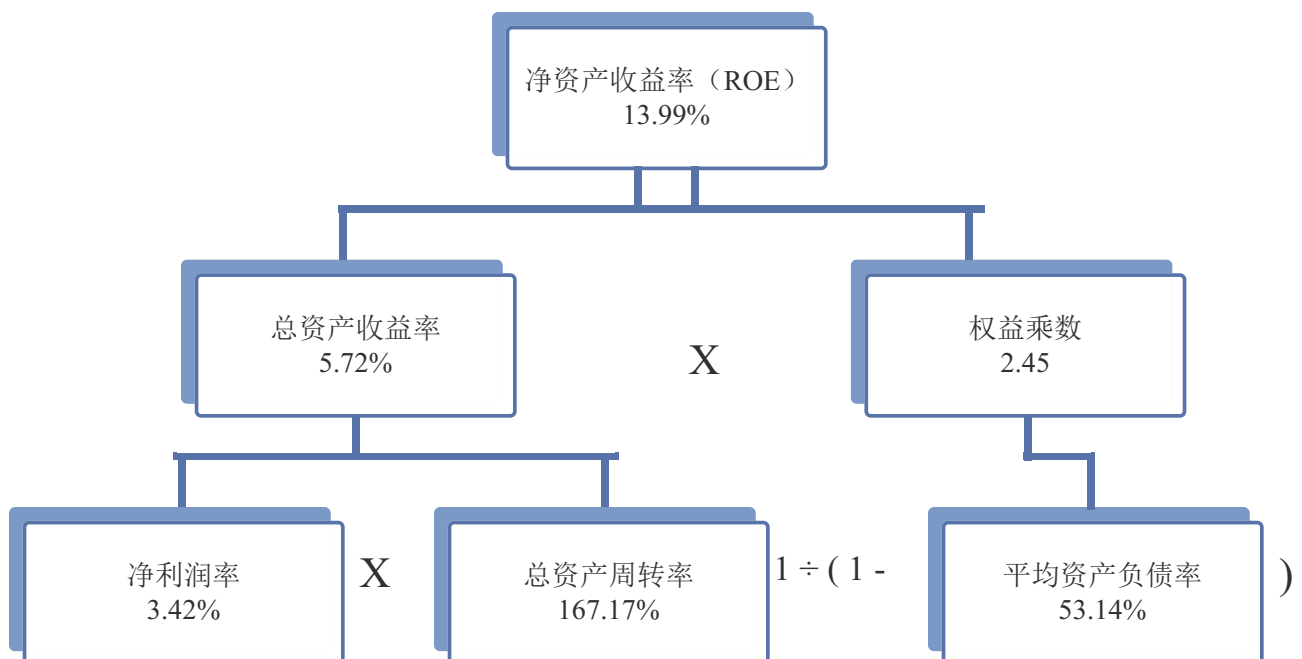 净资产收益率（ROE）
13.99%
总资产收益率
5.72%
X
权益乘数
2.45
净利润率
3.42%
X
总资产周转率
167.17%
1 ÷ ( 1 -
平均资产负债率
53.14%
)